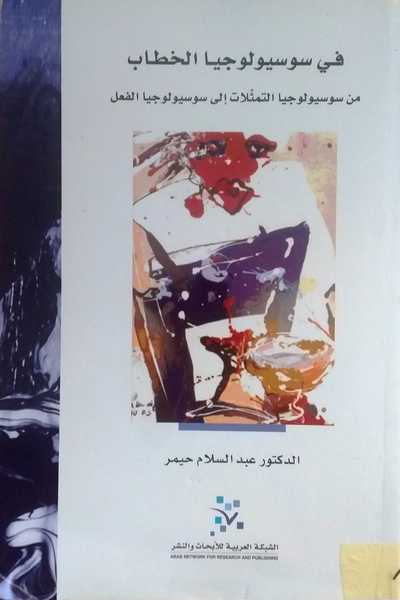 في سوسيولوجيا الخطاب
من سوسيولوجيا التمثّلات إلى سوسيولوجيا الفعل
الدكتور عبد السلام حيمر
الشبكة العربية للأبحاث والنشر
ARAB NETWORK FOR RESEARCH AND PUBLISHING